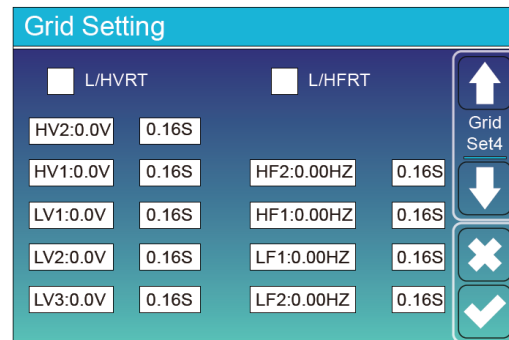 Grid Setting
L/HVRT L/HFRT
Grid
Set4
HV2:0.0V 0.16S
HV1:0.0V 0.16S HF2:0.00HZ 0.16S
LV1:0.0V 0.16S HF1:0.00HZ 0.16S
LV2:0.0V 0.16S LF1:0.00HZ 0.16S
LV3:0.0V 0.16S LF2:0.00HZ 0.16S